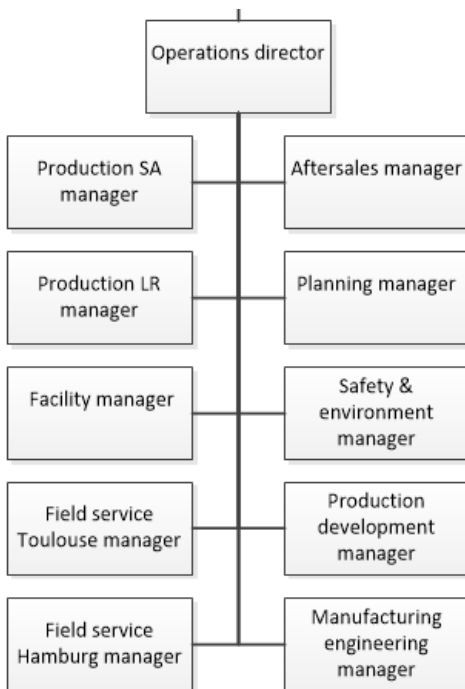 Operations director
Production SA
manager
Aftersales manager
Production LR
manager
Planning manager
Facility manager
Safety &
environment
manager
Field service
Toulouse manager
Production
development
manager
Field service
Hamburg manager
Manufacturing
engineering
manager